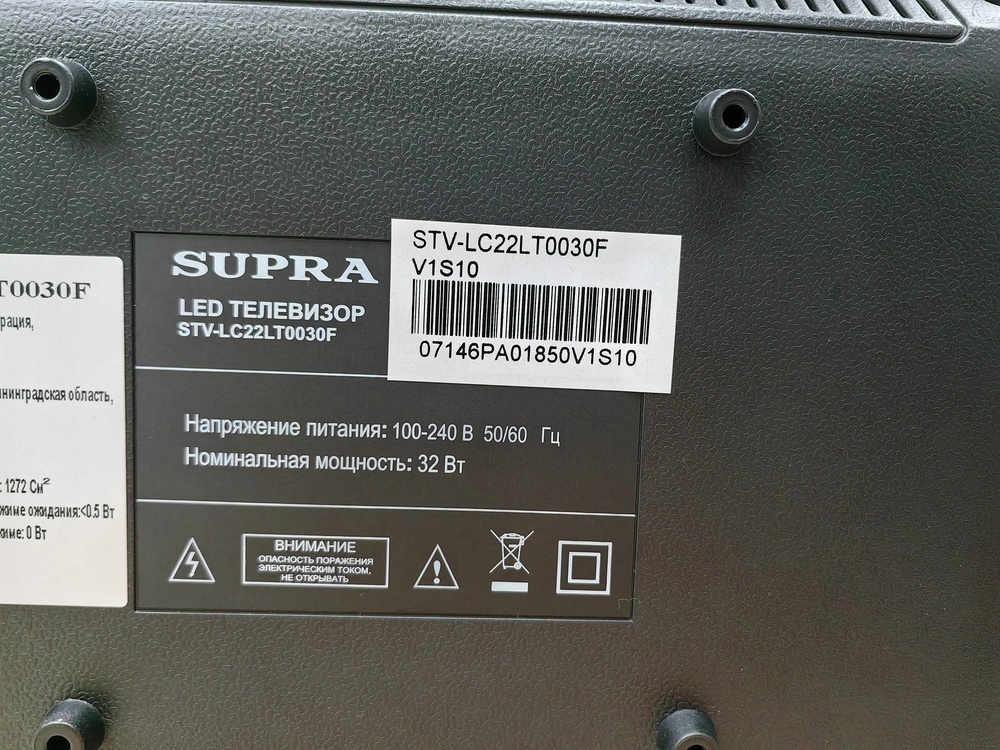 T0030F
рация,
нинградская область,
: 1272 См²
жиме ожидания:<0.5 Вт
име: 0 Вт
SUPRA
LED ТЕЛЕВИЗОР
STV-LC22LT0030F
STV-LC22LT0030F
V1S10
07146PA01850V1S10
Напряжение питания: 100-240 В 50/60 Гц
Номинальная мощность: 32 Вт
ВНИМАНИЕ
ОПАСНОСТЬ ПОРАЖЕНИЯ
ЭЛЕКТРИЧЕСКИМ ТОКОМ.
НЕ ОТКРЫВАТЬ